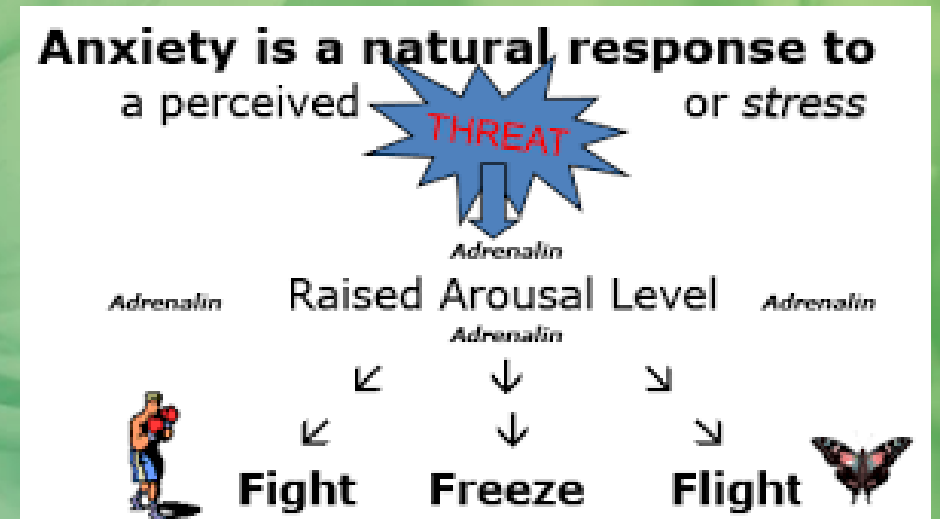 Anxiety is a natural response to
a perceived THREAT or stress
Adrenalin
Adrenalin Raised Arousal Level Adrenalin
Adrenalin
Fight Freeze Flight